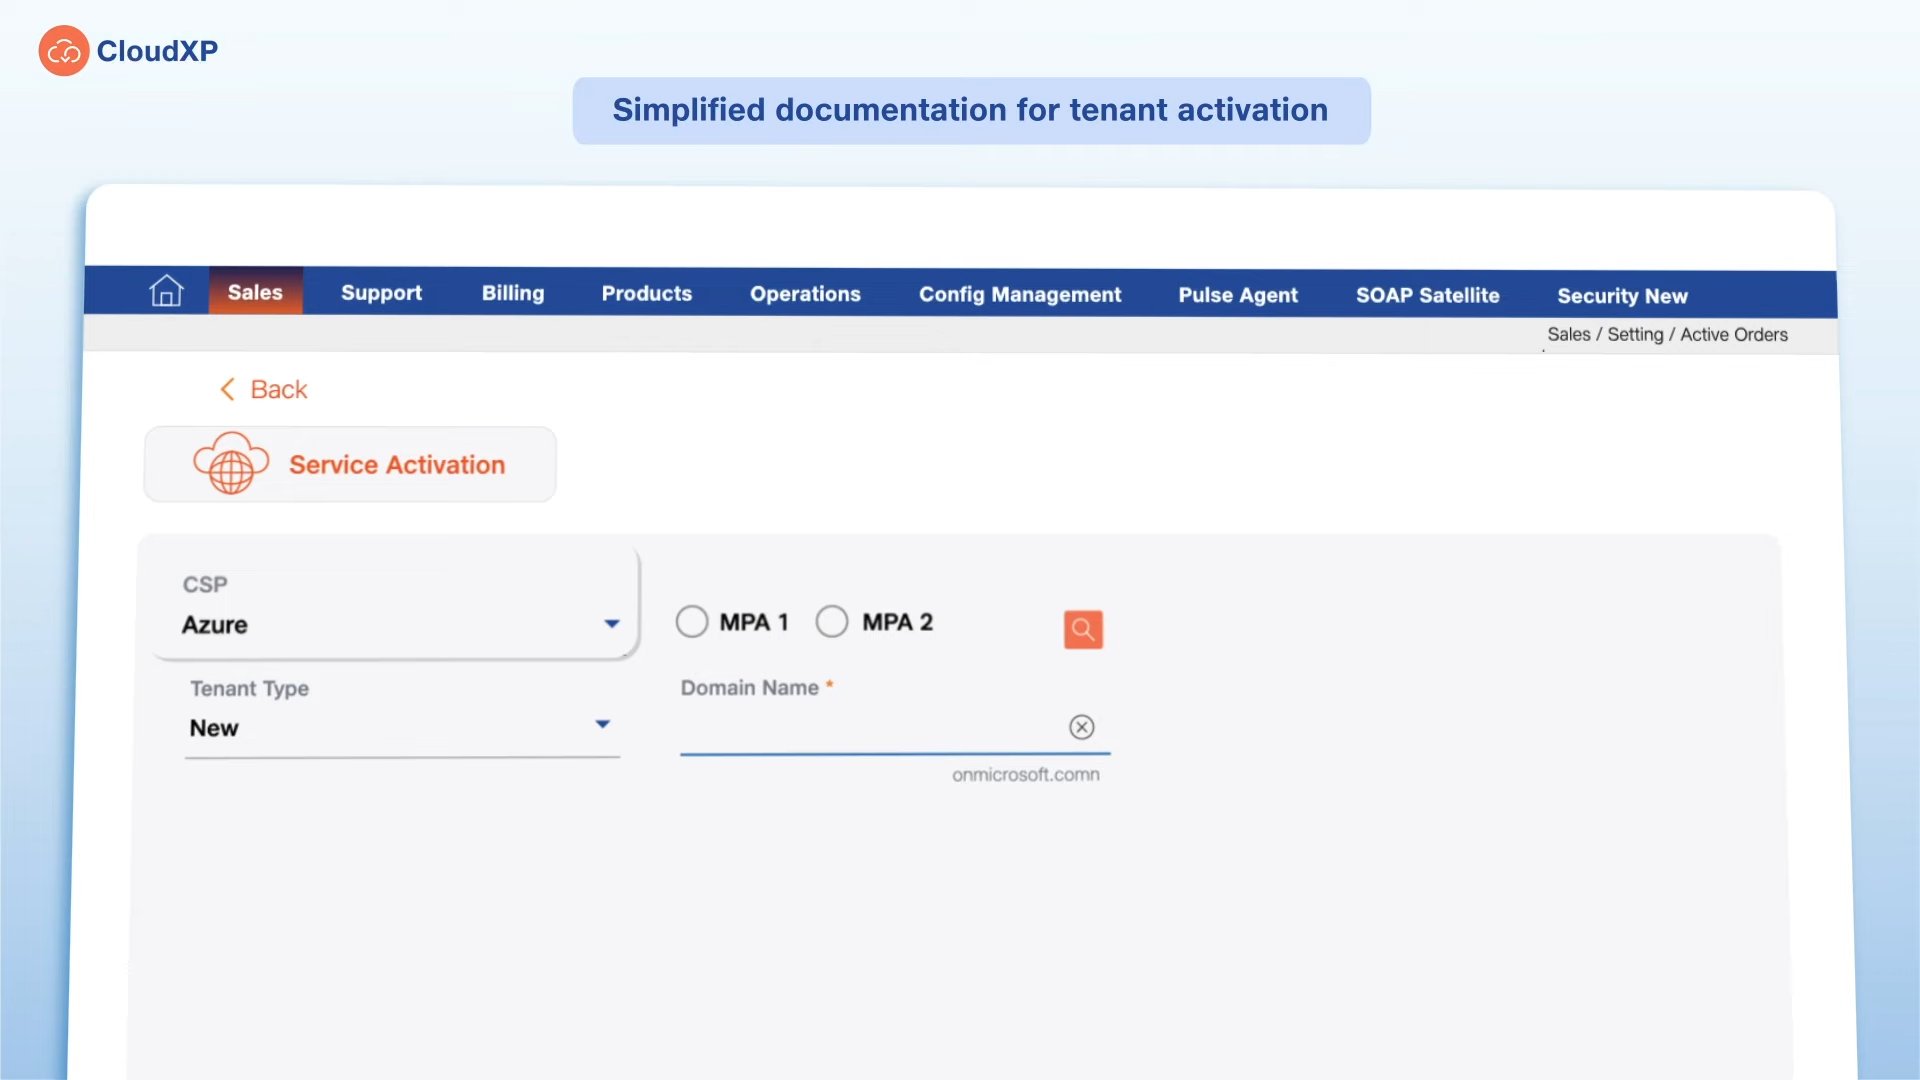 CloudXP
Simplified documentation for tenant activation
Sales Support Billing Products Operations Config Management Pulse Agent SOAP Satellite Security New
Sales / Setting / Active Orders
Back
Service Activation
CSP
Azure
MPA 1 MPA 2
Tenant Type
Domain Name *
New
onmicrosoft.comn